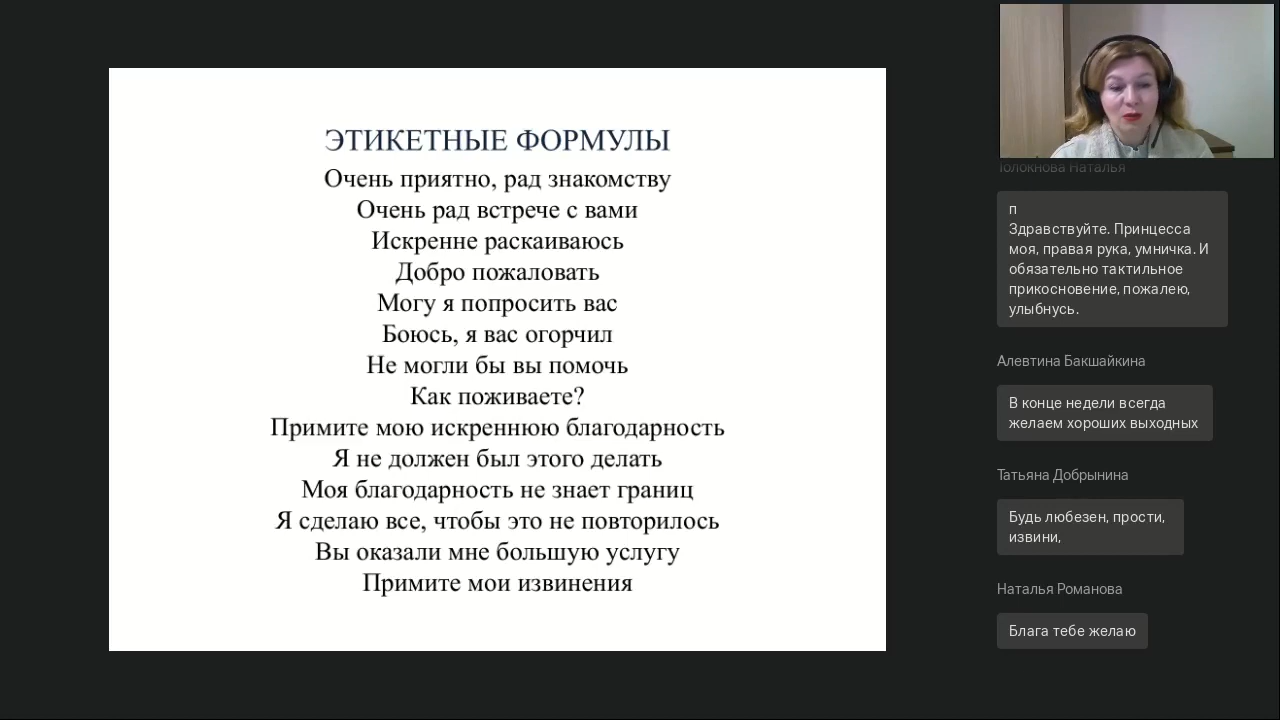 ЭТИКЕТНЫЕ ФОРМУЛЫ
Очень приятно, рад знакомству
Очень рад встрече с вами
Искренне раскаиваюсь
Добро пожаловать
Могу я попросить вас
Боюсь, я вас огорчил
Не могли бы вы помочь
Как поживаете?
Примите мою искреннюю благодарность
Я не должен был этого делать
Моя благодарность не знает границ
Я сделаю все, чтобы это не повторилось
Вы оказали мне большую услугу
Примите мои извинения
Наталья
п
Здравствуйте. Принцесса
моя, правая рука, умничка. И
обязательно тактильное
прикосновение, пожалею,
улыбнусь.
Алевтина Бакшайкина
В конце недели всегда
желаем хороших выходных
Татьяна Добрынина
Будь любезен, прости,
извини,
Наталья Романова
Блага тебе желаю